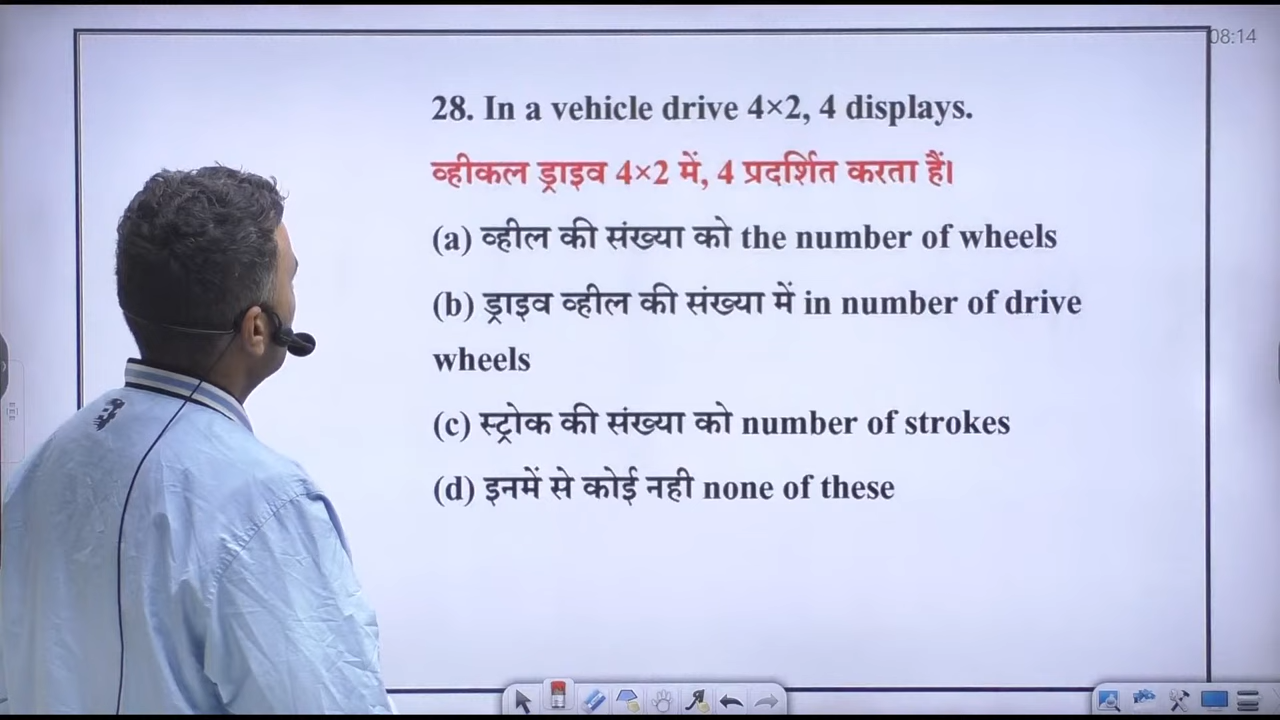 08:14
28. In a vehicle drive 4×2, 4 displays.
व्हीकल ड्राइव 4×2 में, 4 प्रदर्शित करता हैं।
(a) व्हील की संख्या को the number of wheels
(b) ड्राइव व्हील की संख्या में in number of drive
wheels
(c) स्ट्रोक की संख्या को number of strokes
(d) इनमें से कोई नही none of these